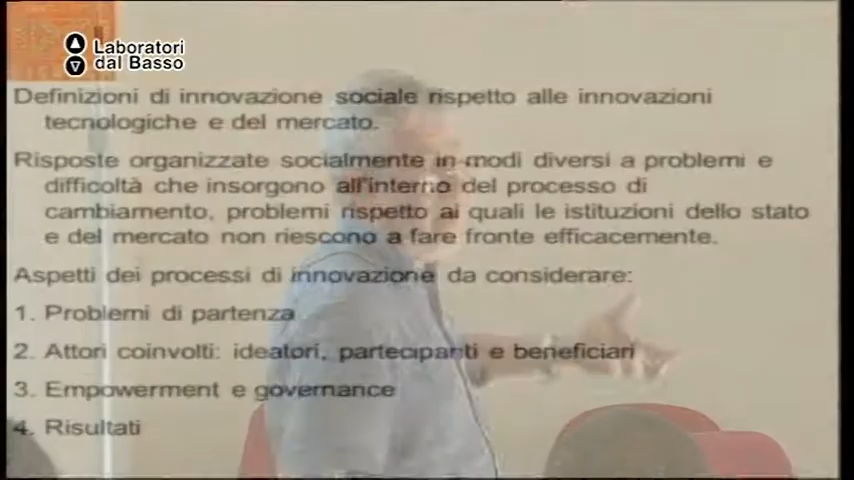 Laboratori
dal Basso
Definizioni di innovazione sociale rispetto alle innovazioni
tecnologiche e del mercato.
Risposte organizzate socialmente in modi diversi a problemi e
difficoltà che insorgono all'interno del processo di
cambiamento, problemi rispetto ai quali le istituzioni dello stato
e del mercato non riescono a fare fronte efficacemente.
Aspetti dei processi di innovazione da considerare:
1. Problemi di partenza
2. Attori coinvolti: ideatori, partecipanti e beneficiari
3. Empowerment e governance
4. Risultati